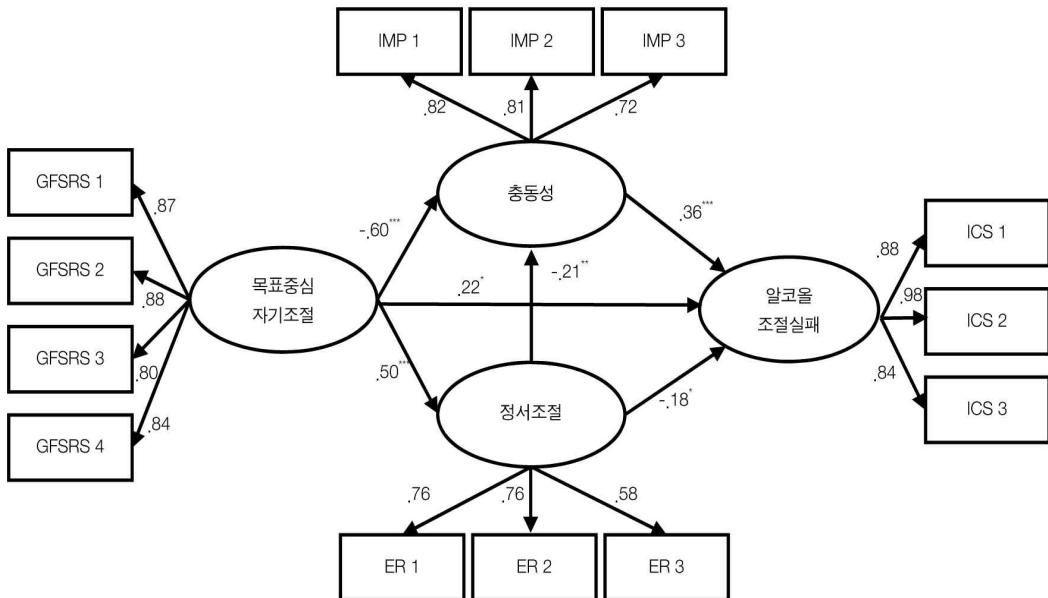 IMP 1
IMP 2
IMP 3
.82
.81
.72
GFSRS 1
GFSRS 2
GFSRS 3
GFSRS 4
.87
.88
.80
.84
목표중심
자기조절
충동성
-.60***
.36***
.22*
-.21**
.50***
-.18*
정서조절
알코올
조절실패
.88
.98
.84
ICS 1
ICS 2
ICS 3
.76
.76
.58
ER 1
ER 2
ER 3